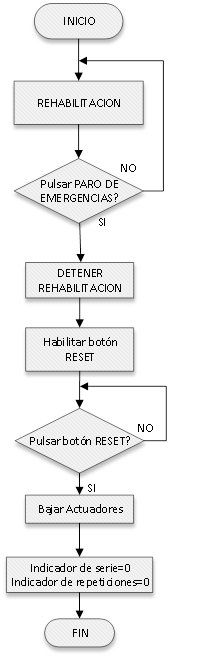 INICIO
REHABILITACION
NO
Pulsar PARO DE
EMERGENCIAS?
SI
DETENER
REHABILITACION
Habilitar botón
RESET
NO
Pulsar botón RESET?
SI
Bajar Actuadores
Indicador de serie=0
Indicador de repeticiones=0
FIN